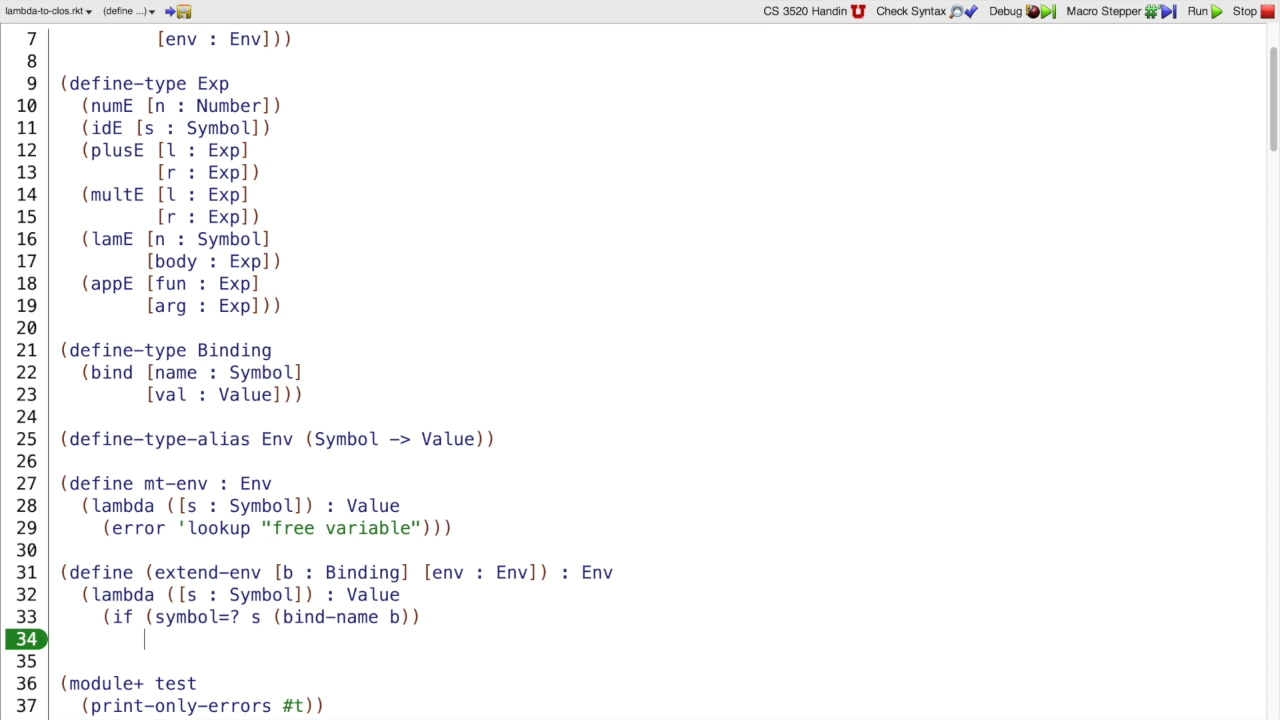 lambda-to-clos.rkt (define ...) CS 3520 Handin Check Syntax Debug Macro Stepper Run Stop
7 [env : Env]))
8
9 (define-type Exp
10 (numE [n : Number])
11 (idE [s : Symbol])
12 (plusE [l : Exp]
13 [r : Exp])
14 (multE [l : Exp]
15 [r : Exp])
16 (lamE [n : Symbol]
17 [body : Exp])
18 (appE [fun : Exp]
19 [arg : Exp]))
20
21 (define-type Binding
22 (bind [name : Symbol]
23 [val : Value]))
24
25 (define-type-alias Env (Symbol -> Value))
26
27 (define mt-env : Env
28 (lambda ([s : Symbol]) : Value
29 (error 'lookup "free variable")))
30
31 (define (extend-env [b : Binding] [env : Env]) : Env
32 (lambda ([s : Symbol]) : Value
33 (if (symbol=? s (bind-name b))
34
35
36 (module+ test
37 (print-only-errors #t))